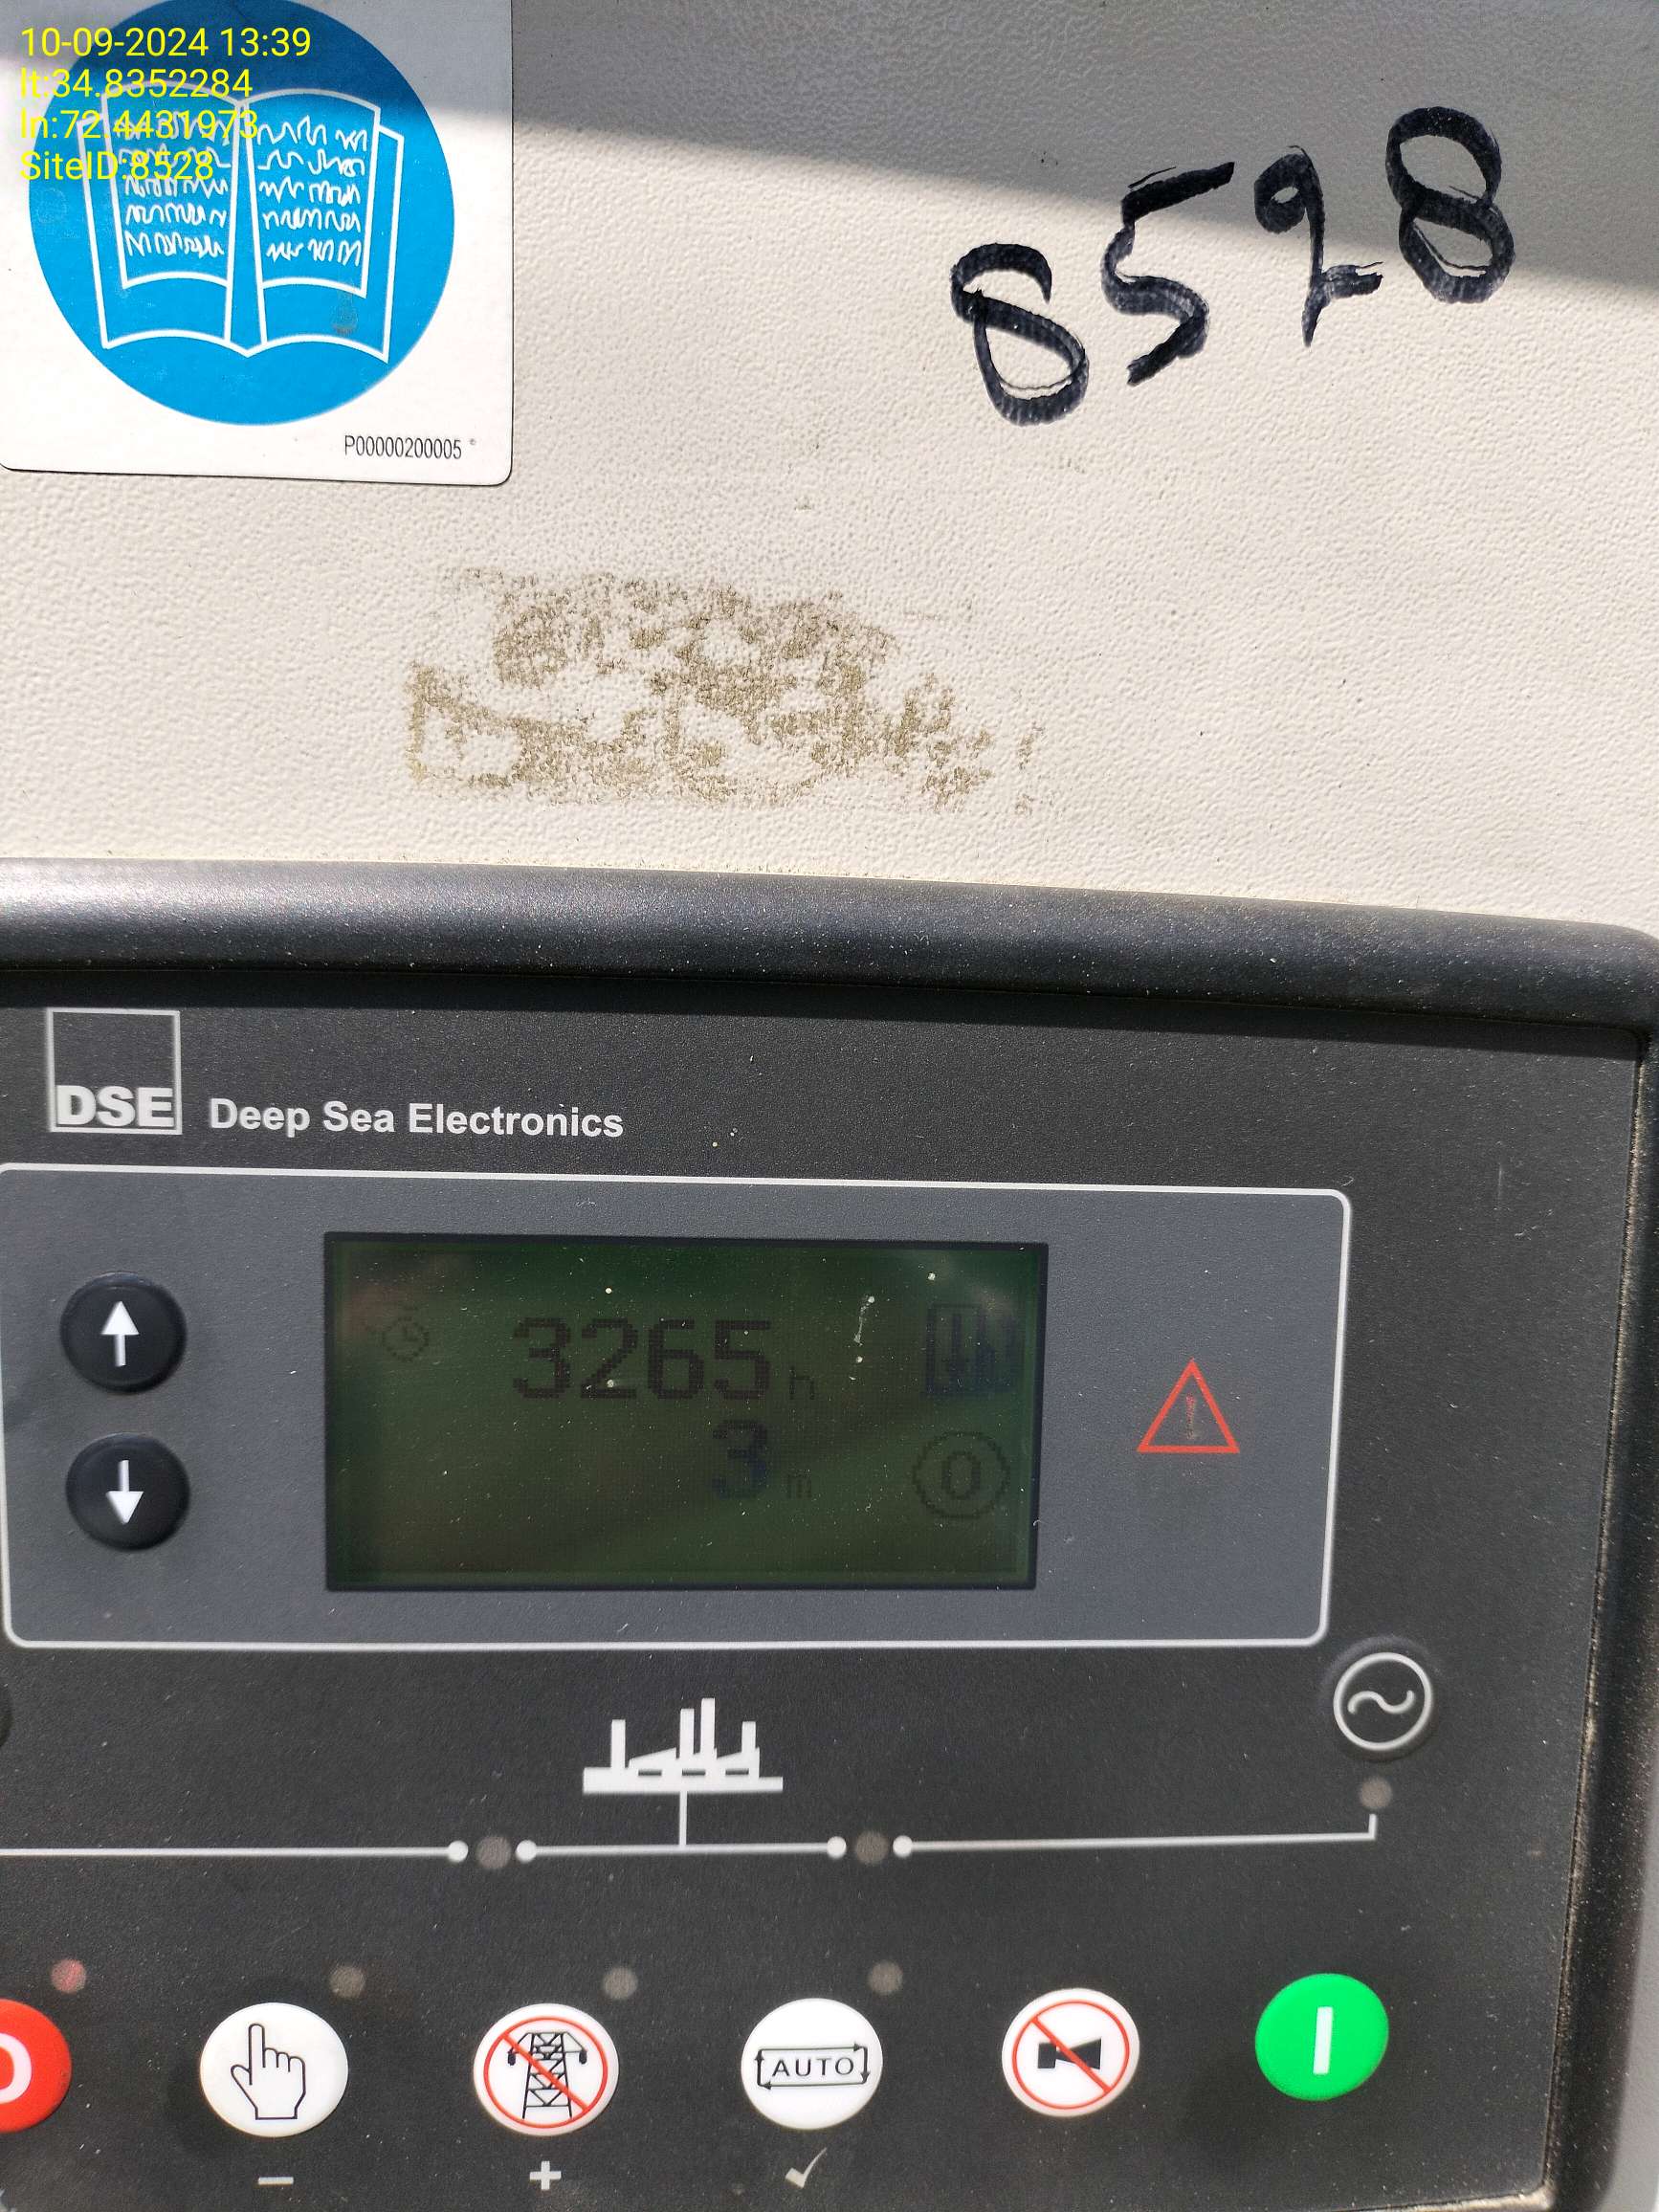 10-09-2024 13:39
lt:34.8352284
ln:72.4431973
SiteID:8528
8528
P00000200005
DSE Deep Sea Electronics
3265 h
3 m
0
O
AUTO
I
- + ✓